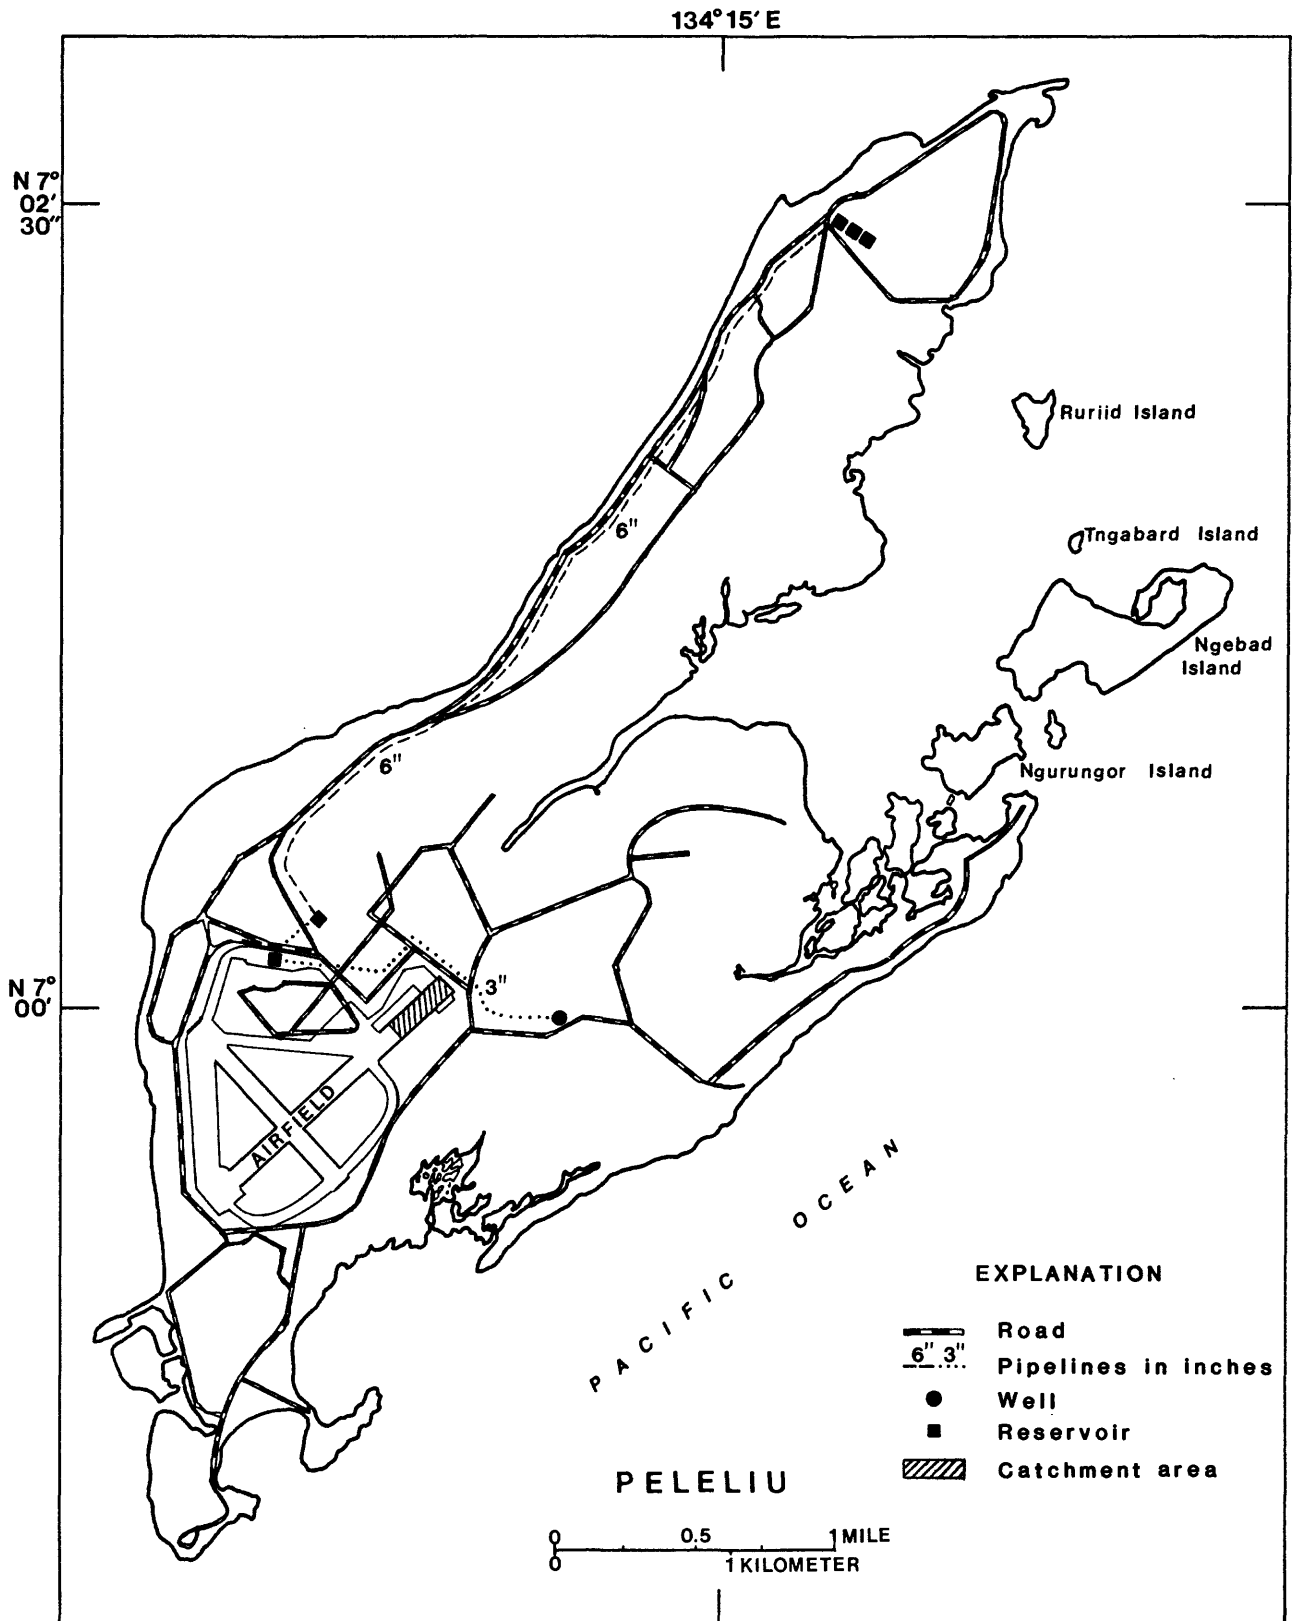 134°15′E
N 7°
02′
30″
Ruriid Island
6″
Tngabard Island
Ngebad
Island
6″
Ngurungor Island
N 7°
00′
3″
AIRFIELD
PACIFIC OCEAN
EXPLANATION
Road
6″ 3″
Pipelines in inches
Well
Reservoir
Catchment area
PELELIU
0 0.5 1 MILE
0 1 KILOMETER